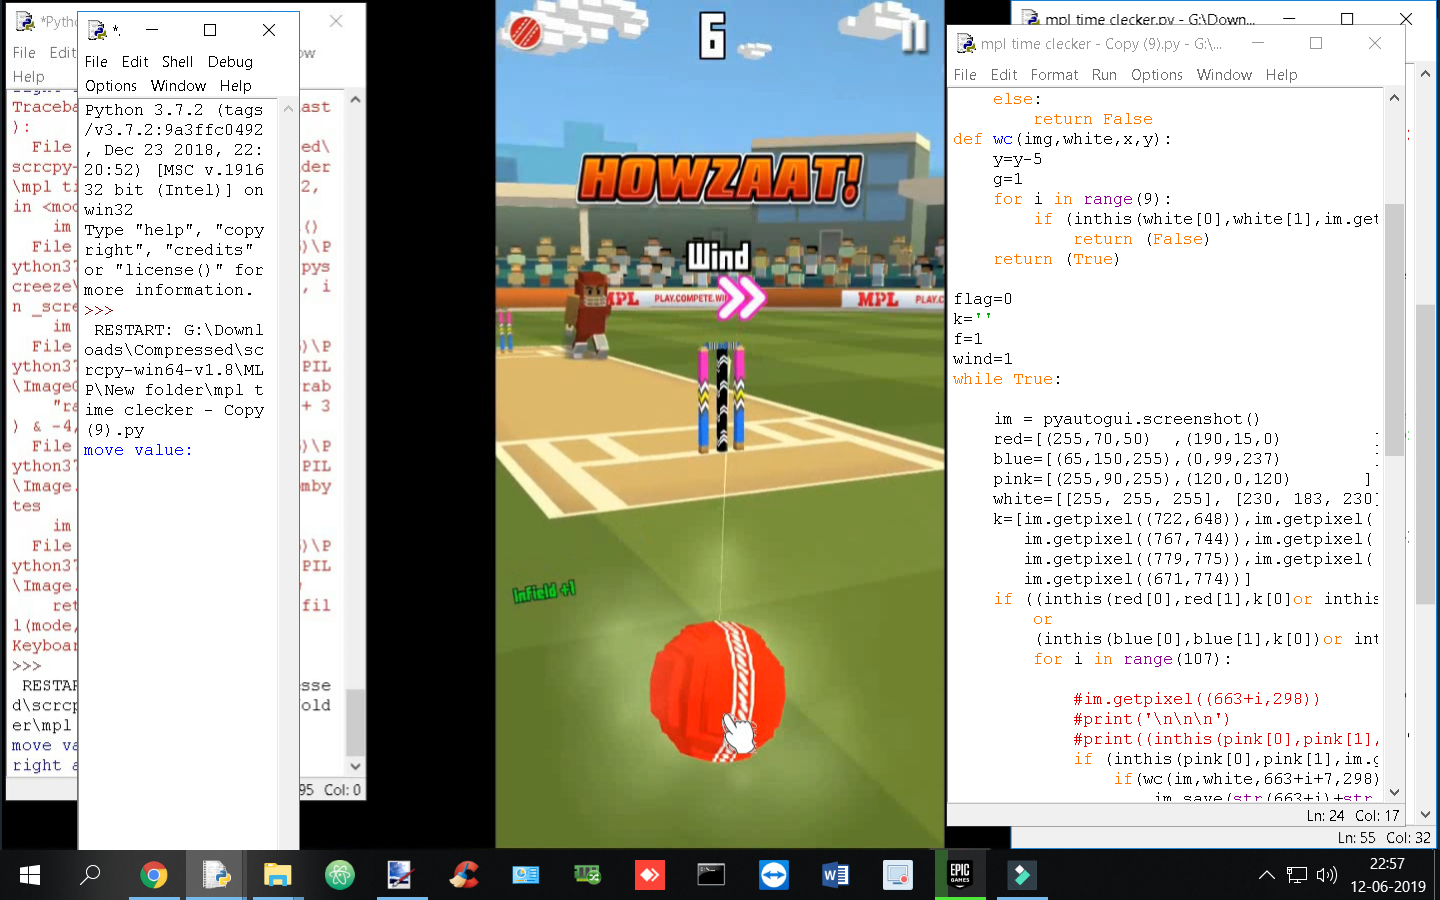 *Pyth
File Edit
ow
Help
Traceba
ast
):
File
ed\
scrcpy-
der
\mpl ti
2,
in <mod
im
()
File
)\P
ython37
pys
creeze\
, i
n _scre
im
File
)\P
ython37
PIL
\ImageG
rab
"ra
+ 3
) & -4,
File
)\P
ython37
PIL
\Image.
omby
tes
im
File
)\P
ython37
PIL
\Image.
ret
fil
l(mode,
Keyboar
>>>
RESTART
sse
d\scrcp
old
er\mpl
move va
right a
95 Col: 0
*.
File Edit Shell Debug
Options Window Help
Python 3.7.2 (tags
/v3.7.2:9a3ffc0492
, Dec 23 2018, 22:
20:52) [MSC v.1916
32 bit (Intel)] on
win32
Type "help", "copy
right", "credits"
or "license()" for
more information.
>>>
RESTART: G:\Downl
oads\Compressed\sc
rcpy-win64-v1.8\ML
P\New folder\mpl t
ime clecker - Copy
(9).py
move value:
6
HOWZAAT!
Wind
MPL PLAY.COMPETE.WIN
MPL PLAY.C
Infield +1
mpl time clecker.py - G:\Down...
mpl time clecker - Copy (9).py - G:\...
File Edit Format Run Options Window Help
else:
return False
def wc(img,white,x,y):
y=y-5
g=1
for i in range(9):
if (inthis(white[0],white[1],im.get
return (False)
return (True)
flag=0
k=''
f=1
wind=1
while True:
im = pyautogui.screenshot()
red=[(255,70,50) ,(190,15,0) ]
blue=[(65,150,255),(0,99,237) ]
pink=[(255,90,255),(120,0,120) ]
white=[[255, 255, 255], [230, 183, 230]
k=[im.getpixel((722,648)),im.getpixel(
im.getpixel((767,744)),im.getpixel(
im.getpixel((779,775)),im.getpixel(
im.getpixel((671,774))]
if ((inthis(red[0],red[1],k[0]or inthis
or
(inthis(blue[0],blue[1],k[0])or int
for i in range(107):
#im.getpixel((663+i,298))
#print('\n\n\n')
#print((inthis(pink[0],pink[1],
if (inthis(pink[0],pink[1],im.g
if(wc(im,white,663+i+7,298)
im.save(str(663+i)+str
Ln: 24 Col: 17
Ln: 55 Col: 32
EPIC
GAMES
22:57
12-06-2019